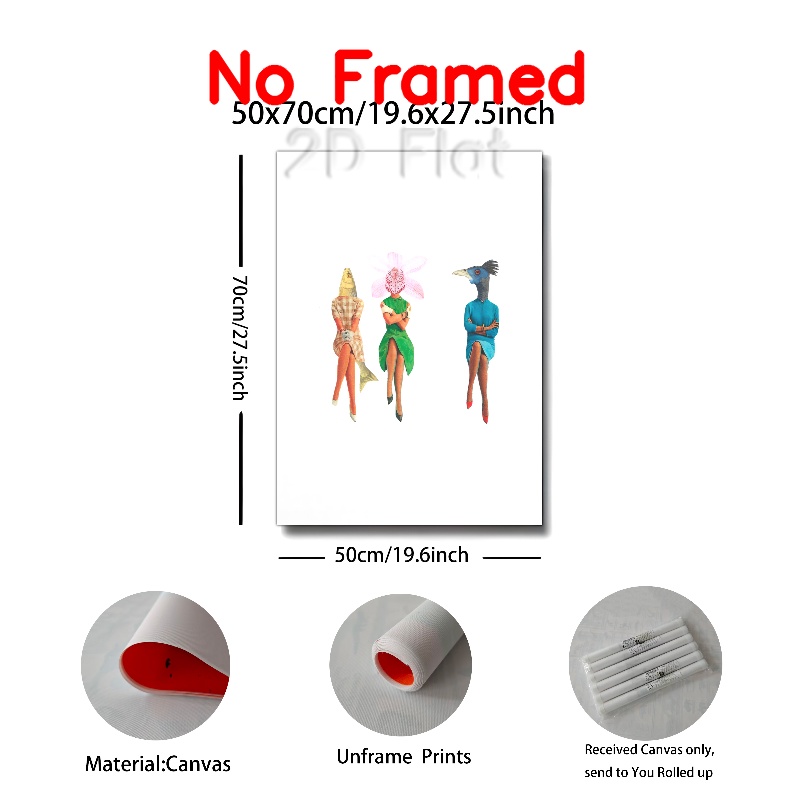 No Framed
50x70cm/19.6x27.5inch
2D Flat
70cm/27.5inch
50cm/19.6inch
Material:Canvas
Unframe Prints
Received Canvas only,
send to You Rolled up